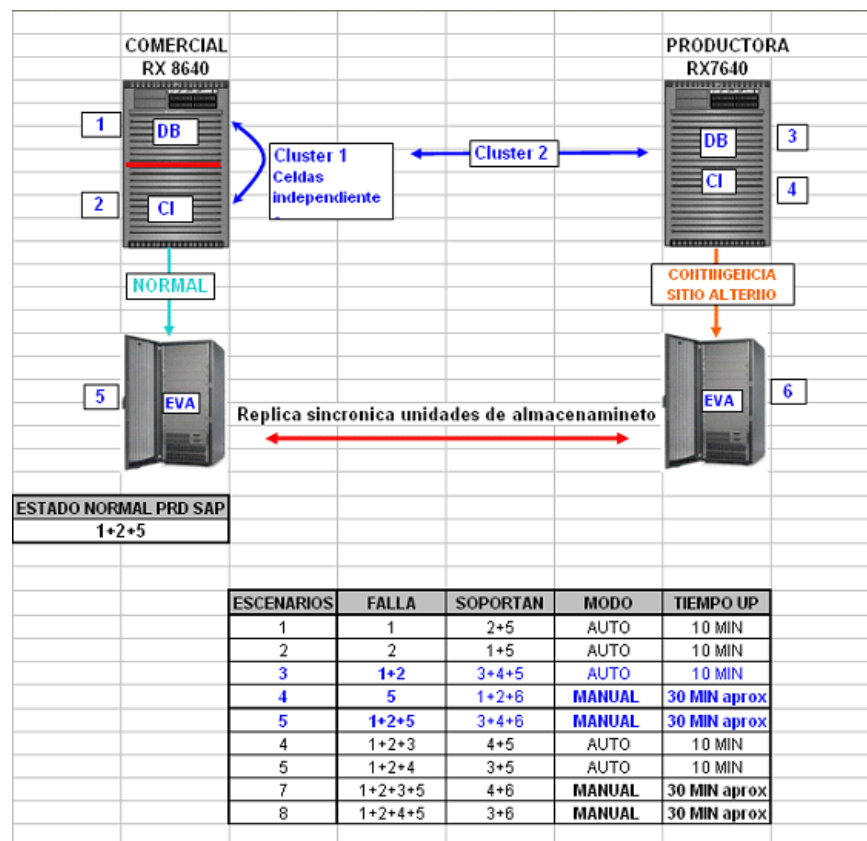 COMERCIAL
RX 8640
PRODUCTORA
RX7640
1
DB
2
CI
Cluster 1
Celdas
independiente
Cluster 2
DB
3
CI
4
NORMAL
CONTINGENCIA
SITIO ALTERNO
5
EVA
Replica sincronica unidades de almacenamineto
EVA
6
ESTADO NORMAL PRD SAP
1+2+5
ESCENARIOS FALLA SOPORTAN MODO TIEMPO UP
1 1 2+5 AUTO 10 MIN
2 2 1+5 AUTO 10 MIN
3 1+2 3+4+5 AUTO 10 MIN
4 5 1+2+6 MANUAL 30 MIN aprox
5 1+2+5 3+4+6 MANUAL 30 MIN aprox
4 1+2+3 4+5 AUTO 10 MIN
5 1+2+4 3+5 AUTO 10 MIN
7 1+2+3+5 4+6 MANUAL 30 MIN aprox
8 1+2+4+5 3+6 MANUAL 30 MIN aprox